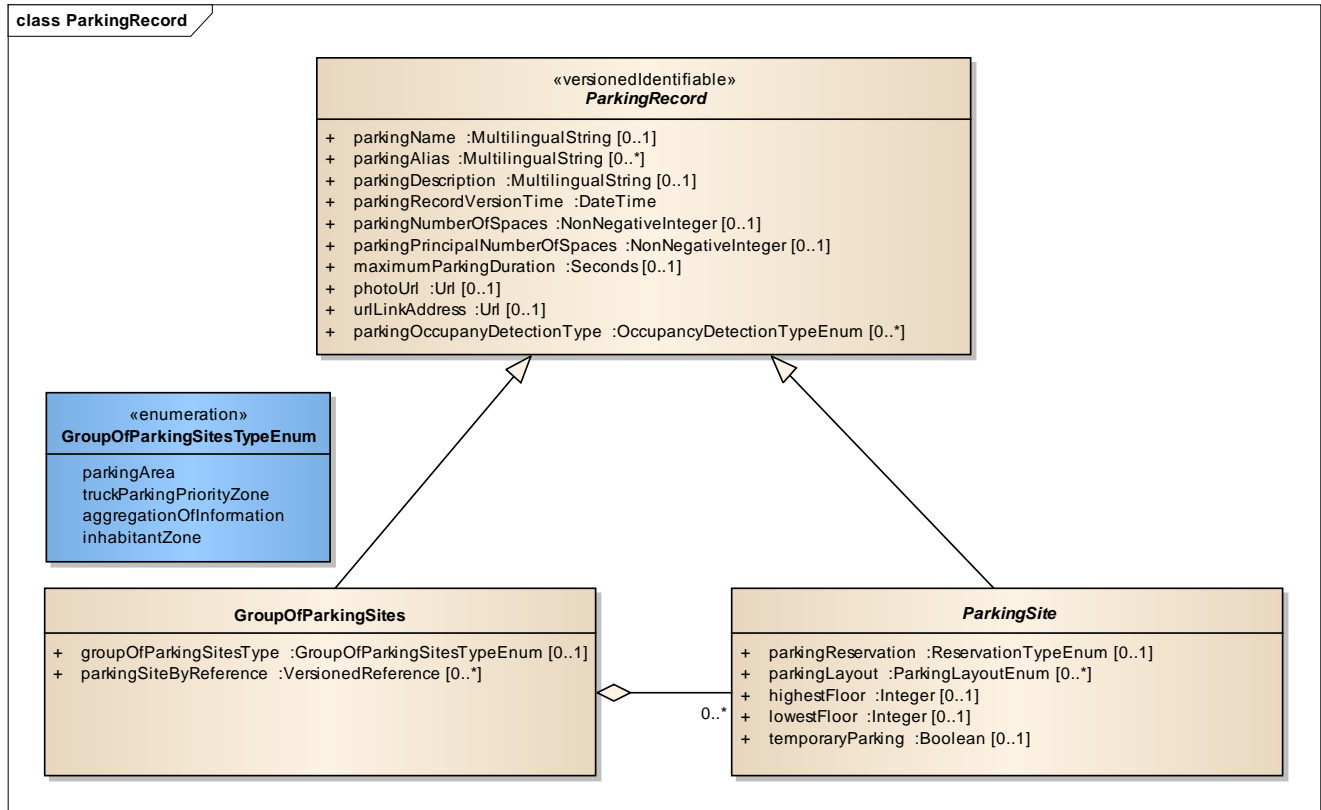 class ParkingRecord
«versionedIdentifiable»
ParkingRecord
+ parkingName :MultilingualString [0..1]
+ parkingAlias :MultilingualString [0..*]
+ parkingDescription :MultilingualString [0..1]
+ parkingRecordVersionTime :DateTime
+ parkingNumberOfSpaces :NonNegativeInteger [0..1]
+ parkingPrincipalNumberOfSpaces :NonNegativeInteger [0..1]
+ maximumParkingDuration :Seconds [0..1]
+ photoUrl :Url [0..1]
+ urlLinkAddress :Url [0..1]
+ parkingOccupanyDetectionType :OccupancyDetectionTypeEnum [0..*]
«enumeration»
GroupOfParkingSitesTypeEnum
parkingArea
truckParkingPriorityZone
aggregationOfInformation
inhabitantZone
GroupOfParkingSites
+ groupOfParkingSitesType :GroupOfParkingSitesTypeEnum [0..1]
+ parkingSiteByReference :VersionedReference [0..*]
0..*
ParkingSite
+ parkingReservation :ReservationTypeEnum [0..1]
+ parkingLayout :ParkingLayoutEnum [0..*]
+ highestFloor :Integer [0..1]
+ lowestFloor :Integer [0..1]
+ temporaryParking :Boolean [0..1]